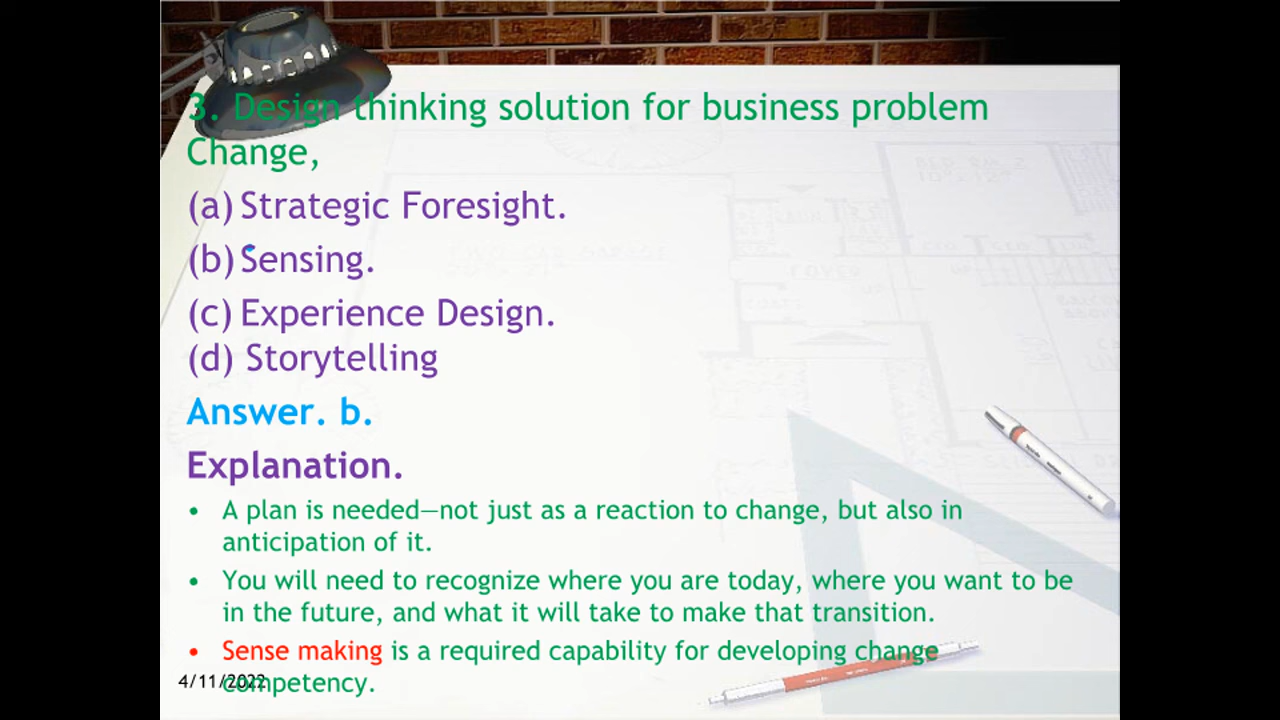 3. Design thinking solution for business problem
Change,
(a) Strategic Foresight.
(b) Sensing.
(c) Experience Design.
(d) Storytelling
Answer. b.
Explanation.
• A plan is needed—not just as a reaction to change, but also in
anticipation of it.
• You will need to recognize where you are today, where you want to be
in the future, and what it will take to make that transition.
• Sense making is a required capability for developing change
competency.
4/11/2022